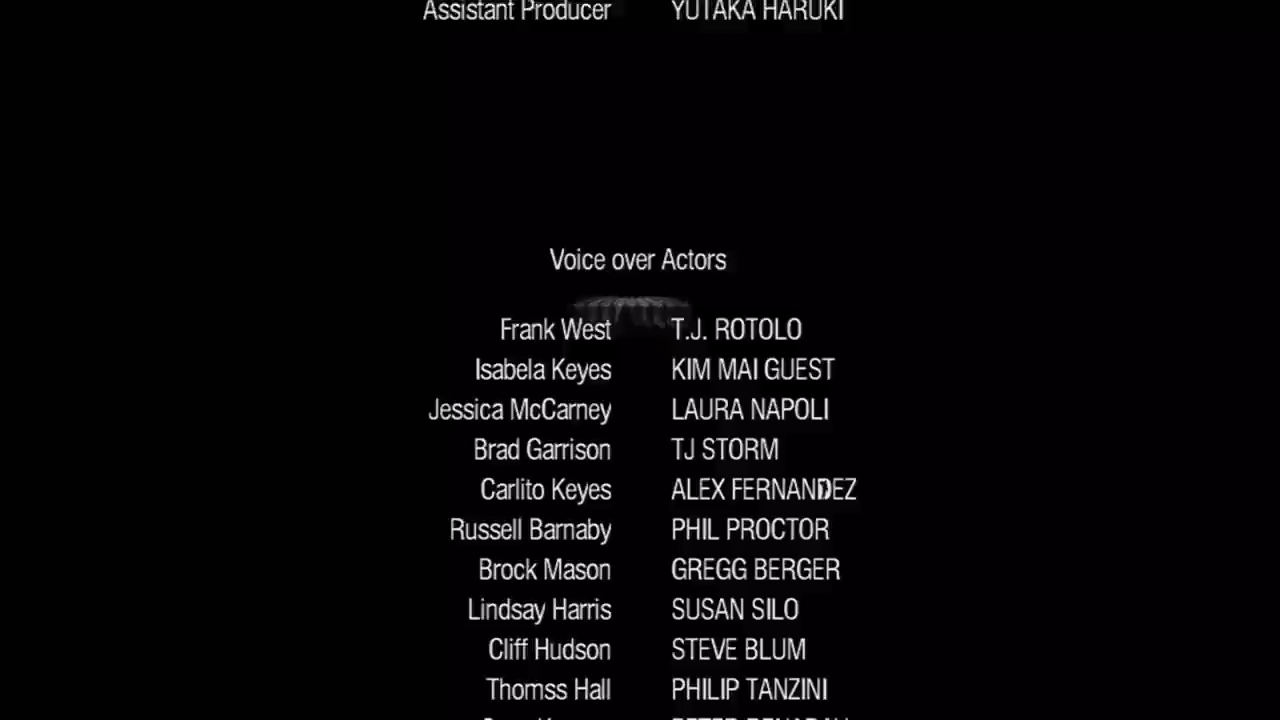 Assistant Producer YUTAKA HARUKI
Voice over Actors
Frank West T.J. ROTOLO
Isabela Keyes KIM MAI GUEST
Jessica McCarney LAURA NAPOLI
Brad Garrison TJ STORM
Carlito Keyes ALEX FERNANDEZ
Russell Barnaby PHIL PROCTOR
Brock Mason GREGG BERGER
Lindsay Harris SUSAN SILO
Cliff Hudson STEVE BLUM
Thomss Hall PHILIP TANZINI